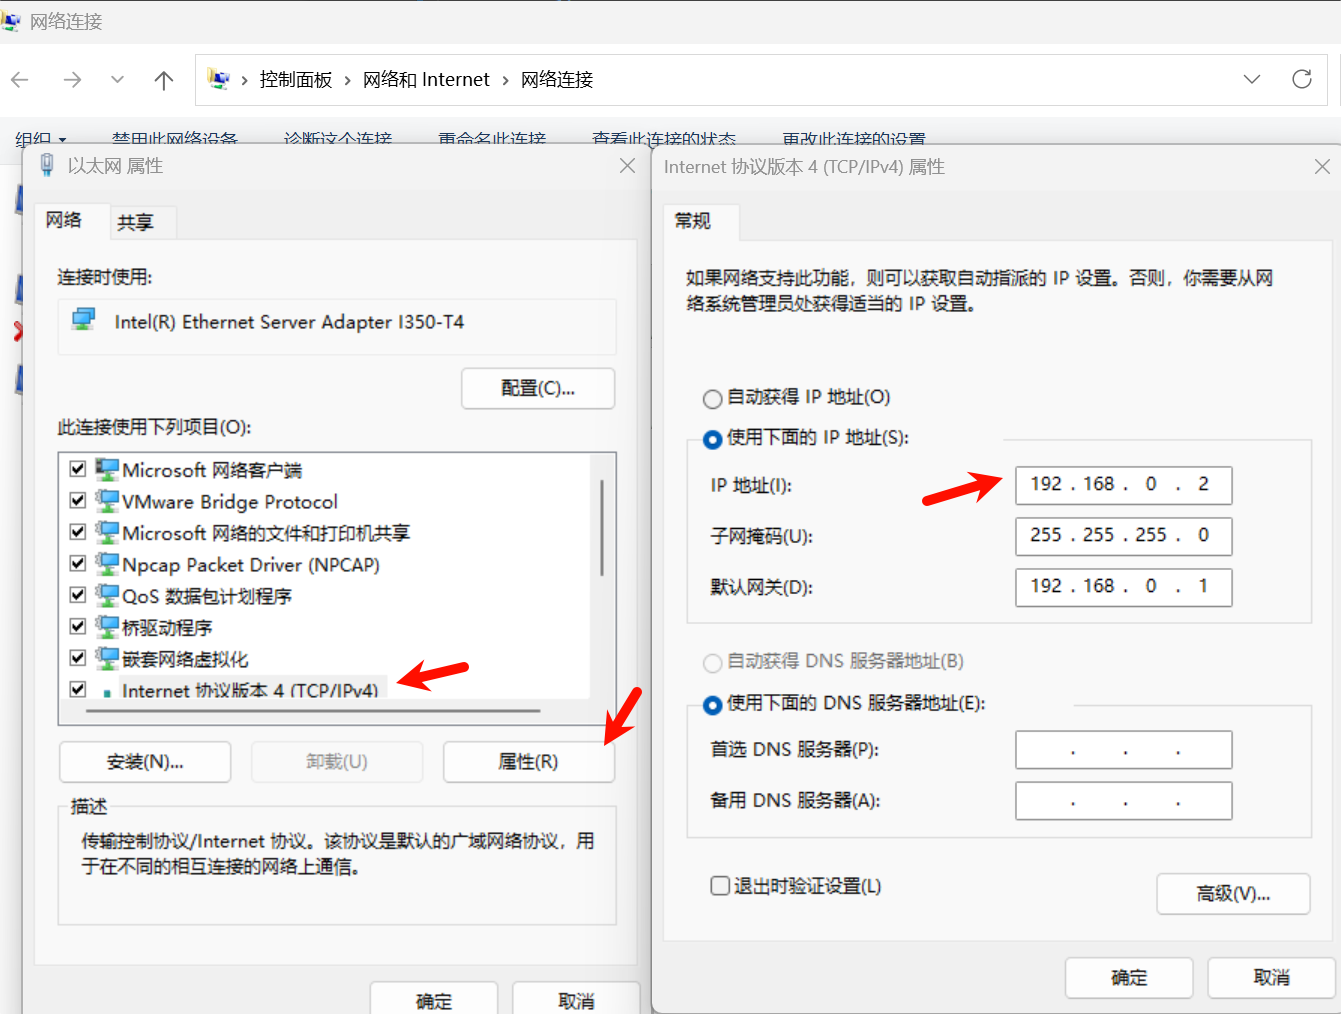 网络连接
控制面板 › 网络和 Internet › 网络连接
组织 禁用此网络设备 诊断这个连接 重命名此连接 查看此连接的状态 更改此连接的设置
以太网 属性
网络 共享
连接时使用:
Intel(R) Ethernet Server Adapter I350-T4
配置(C)...
此连接使用下列项目(O):
Microsoft 网络客户端
VMware Bridge Protocol
Microsoft 网络的文件和打印机共享
Npcap Packet Driver (NPCAP)
QoS 数据包计划程序
桥驱动程序
嵌套网络虚拟化
Internet 协议版本 4 (TCP/IPv4)
安装(N)... 卸载(U) 属性(R)
描述
传输控制协议/Internet 协议。该协议是默认的广域网络协议，用
于在不同的相互连接的网络上通信。
确定 取消
Internet 协议版本 4 (TCP/IPv4) 属性
常规
如果网络支持此功能，则可以获取自动指派的 IP 设置。否则，你需要从网
络系统管理员处获得适当的 IP 设置。
自动获得 IP 地址(O)
使用下面的 IP 地址(S):
IP 地址(I): 192 . 168 . 0 . 2
子网掩码(U): 255 . 255 . 255 . 0
默认网关(D): 192 . 168 . 0 . 1
自动获得 DNS 服务器地址(B)
使用下面的 DNS 服务器地址(E):
首选 DNS 服务器(P): . . .
备用 DNS 服务器(A): . . .
退出时验证设置(L)
高级(V)...
确定 取消